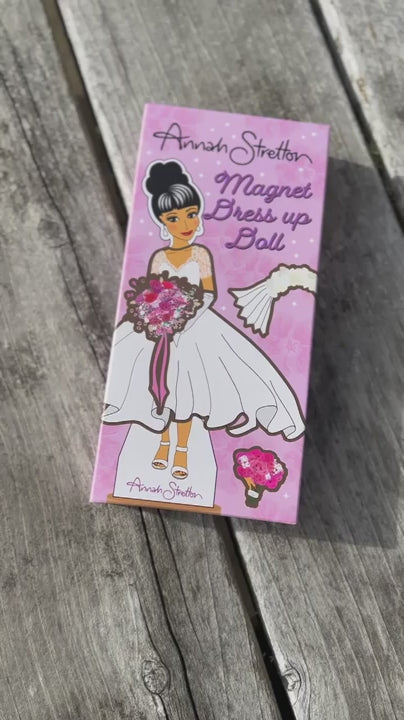 Annah Stretton
Magnet
Dress up
Doll
Annah Stretton